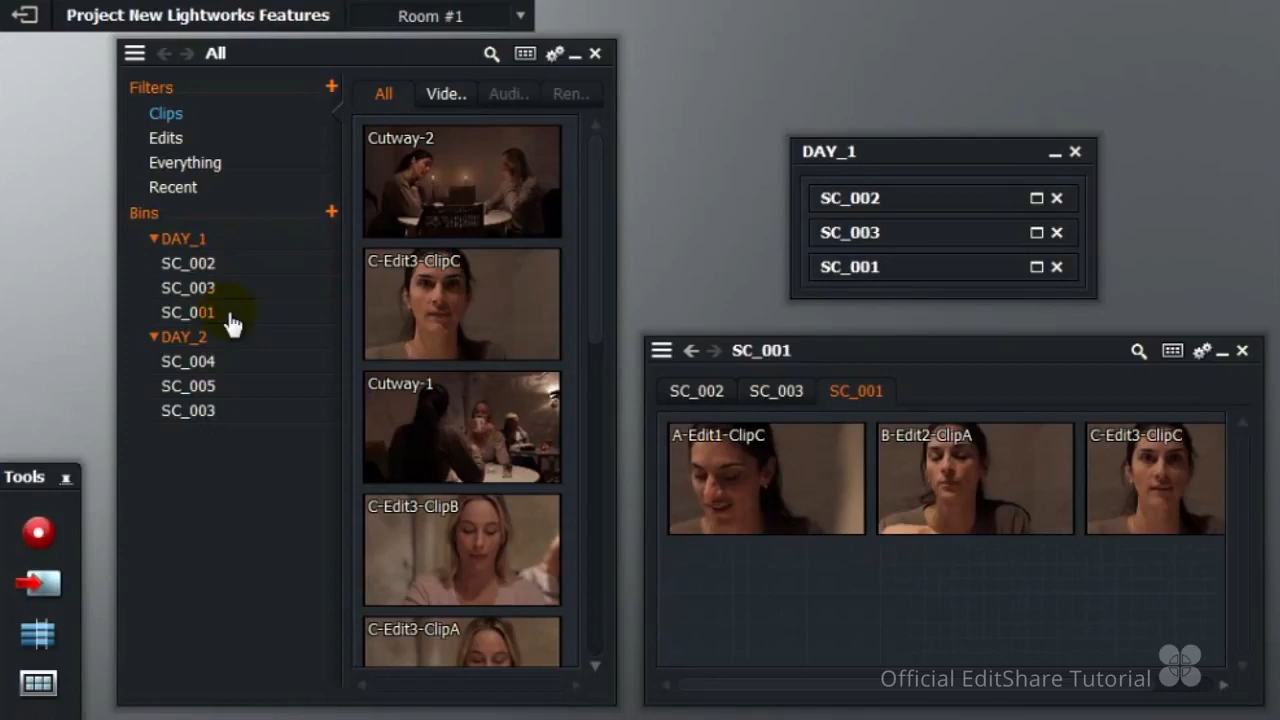 Project New Lightworks Features
Room #1
All
Filters
+
Clips
Edits
Everything
Recent
Bins
+
DAY_1
SC_002
SC_003
SC_001
DAY_2
SC_004
SC_005
SC_003
All
Vide..
Audi..
Ren..
Cutway-2
C-Edit3-ClipC
Cutway-1
C-Edit3-ClipB
C-Edit3-ClipA
DAY_1
SC_002
SC_003
SC_001
SC_001
SC_002
SC_003
SC_001
A-Edit1-ClipC
B-Edit2-ClipA
C-Edit3-ClipC
Tools
Official EditShare Tutorial